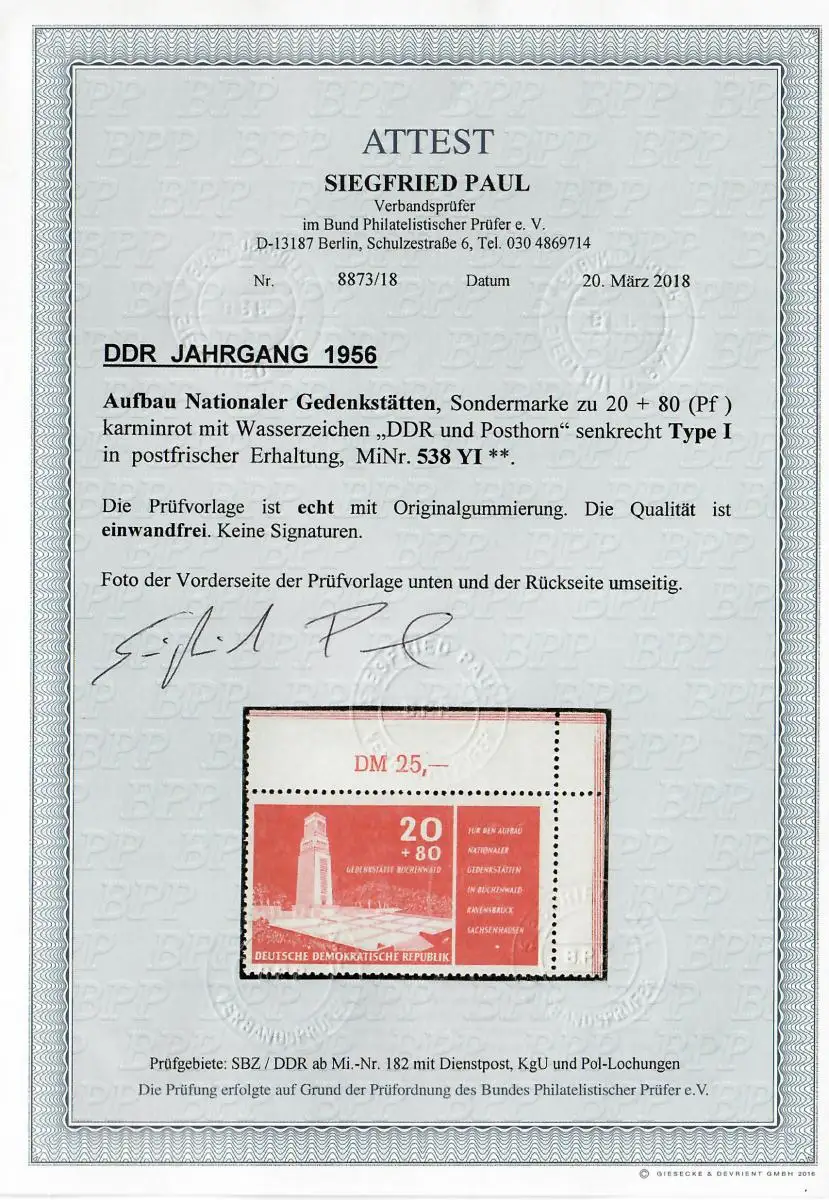 ATTEST
SIEGFRIED PAUL
Verbandsprüfer
im Bund Philatelistischer Prüfer e. V.
D-13187 Berlin, Schulzestraße 6, Tel. 030 4869714
Nr. 8873/18 Datum 20. März 2018
DDR JAHRGANG 1956
Aufbau Nationaler Gedenkstätten, Sondermarke zu 20 + 80 (Pf )
karminrot mit Wasserzeichen „DDR und Posthorn“ senkrecht Type I
in postfrischer Erhaltung, MiNr. 538 YI **.
Die Prüfvorlage ist echt mit Originalgummierung. Die Qualität ist
einwandfrei. Keine Signaturen.
Foto der Vorderseite der Prüfvorlage unten und der Rückseite umseitig.
Siegfried Paul
DM 25,—
20
+ 80
GEDENKSTÄTTE BUCHENWALD
DEUTSCHE DEMOKRATISCHE REPUBLIK
FÜR DEN AUFBAU
NATIONALER
GEDENKSTÄTTEN
IN BUCHENWALD
RAVENSBRÜCK
SACHSENHAUSEN
Prüfgebiete: SBZ / DDR ab Mi.-Nr. 182 mit Dienstpost, KgU und Pol-Lochungen
Die Prüfung erfolgte auf Grund der Prüfordnung des Bundes Philatelistischer Prüfer e.V.
© GIESECKE & DEVRIENT GMBH 2016